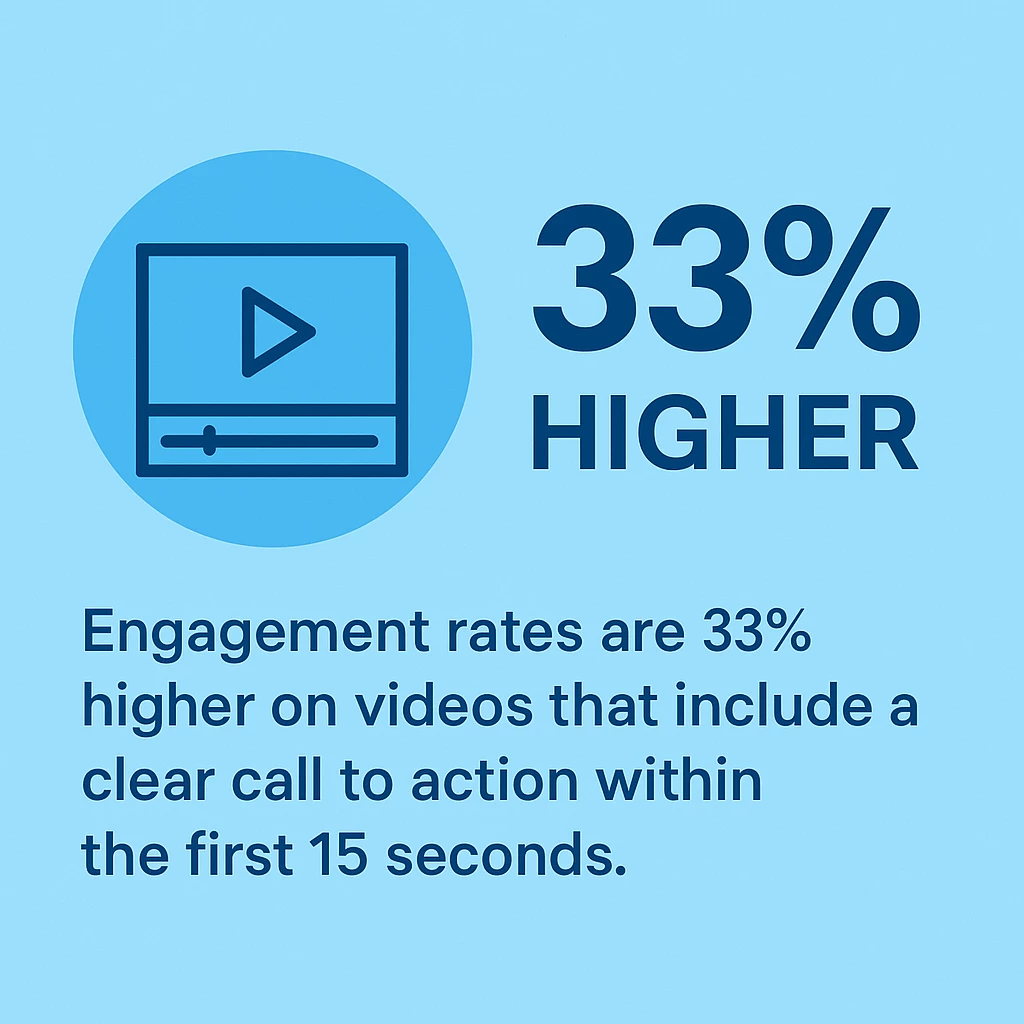 33%
HIGHER
Engagement rates are 33%
higher on videos that include a
clear call to action within
the first 15 seconds.